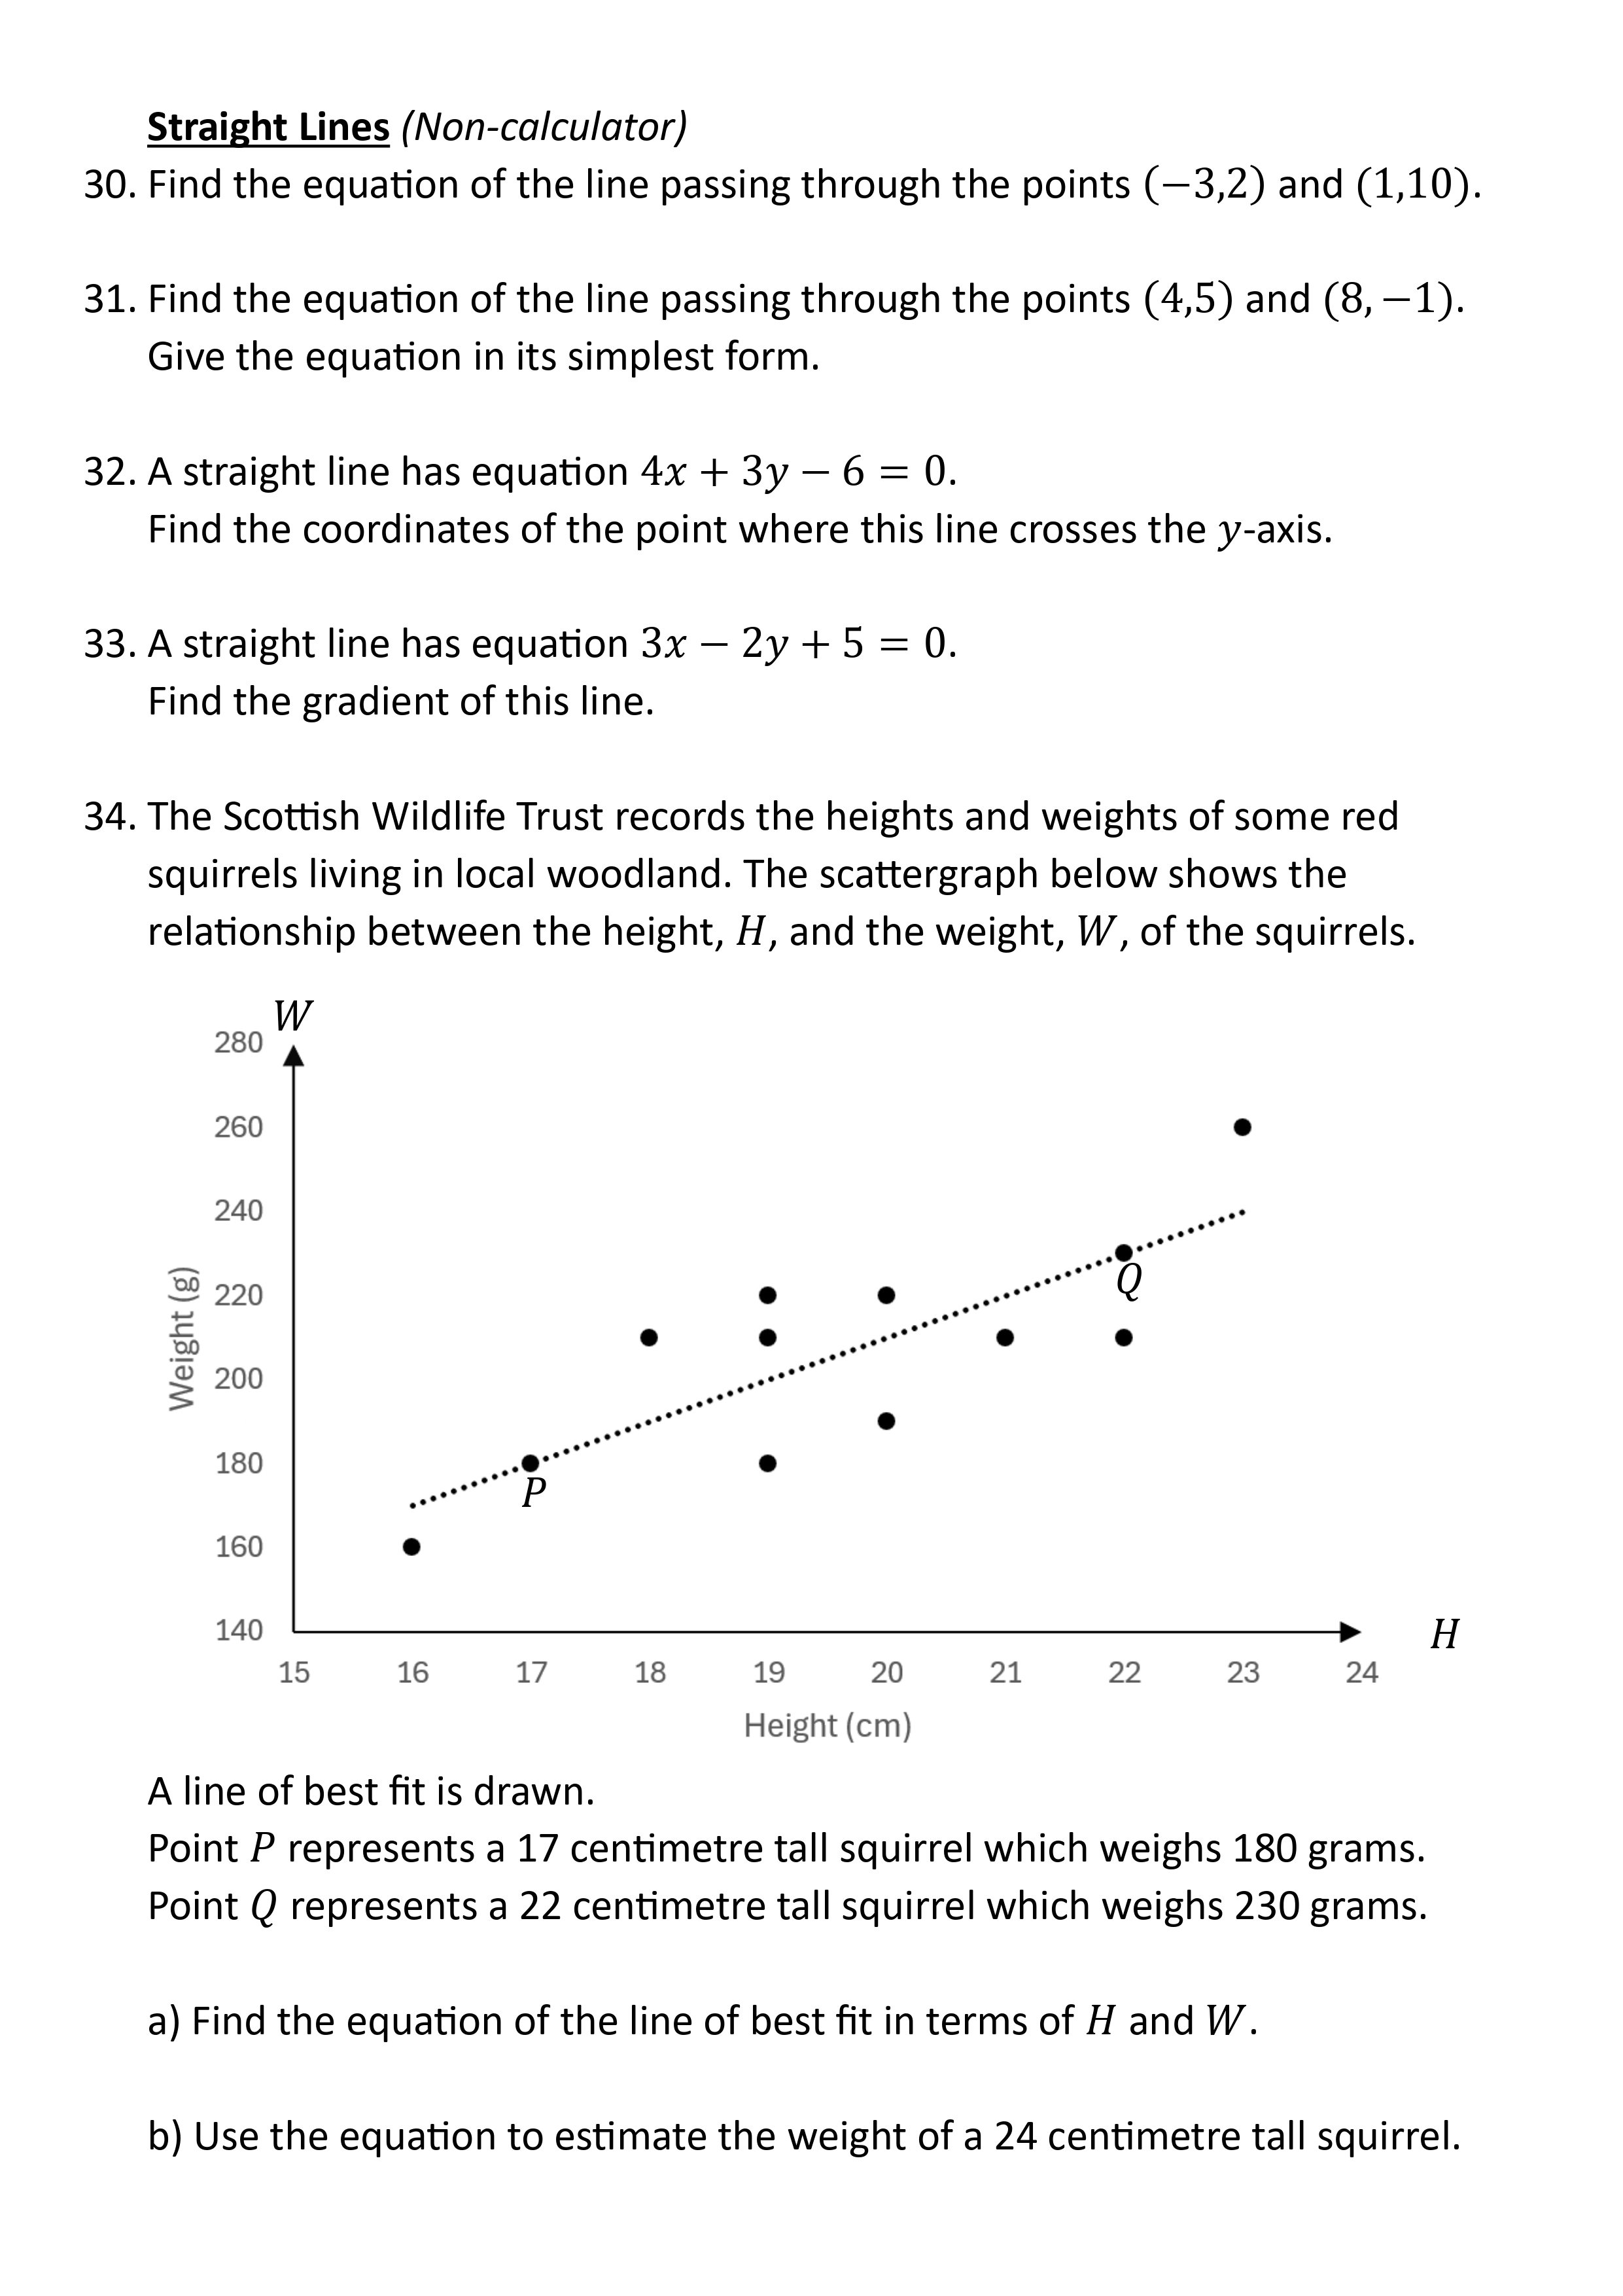 Straight Lines (Non-calculator)
30. Find the equation of the line passing through the points (−3,2) and (1,10).
31. Find the equation of the line passing through the points (4,5) and (8, −1).
Give the equation in its simplest form.
32. A straight line has equation 4x + 3y − 6 = 0.
Find the coordinates of the point where this line crosses the y-axis.
33. A straight line has equation 3x − 2y + 5 = 0.
Find the gradient of this line.
34. The Scottish Wildlife Trust records the heights and weights of some red
squirrels living in local woodland. The scattergraph below shows the
relationship between the height, H, and the weight, W, of the squirrels.
W
280
260
240
220
200
180
160
140
Weight (g)
Q
P
H
15 16 17 18 19 20 21 22 23 24
Height (cm)
A line of best fit is drawn.
Point P represents a 17 centimetre tall squirrel which weighs 180 grams.
Point Q represents a 22 centimetre tall squirrel which weighs 230 grams.
a) Find the equation of the line of best fit in terms of H and W.
b) Use the equation to estimate the weight of a 24 centimetre tall squirrel.